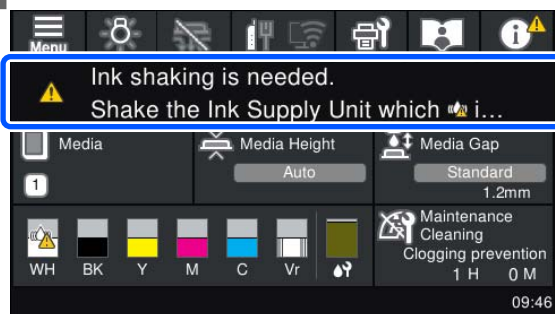 Menu
Ink shaking is needed.
Shake the Ink Supply Unit which i...
Media
Media Height
Media Gap
1
Auto
Standard
1.2mm
Maintenance
Cleaning
Clogging prevention
1 H 0 M
WH BK Y M C Vr
09:46